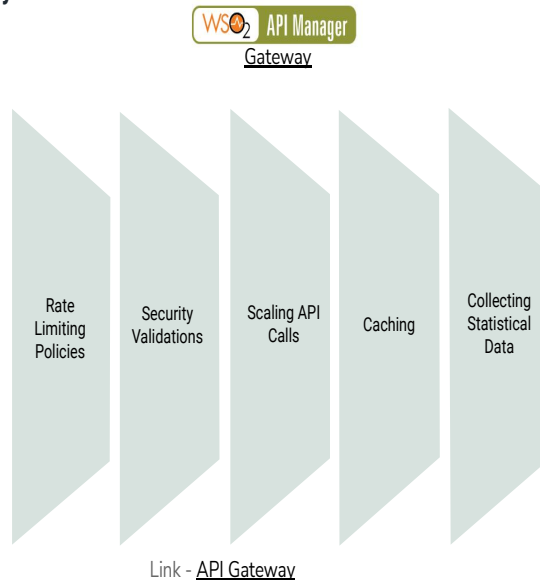 WSO2 API Manager
Gateway
Rate
Limiting
Policies
Security
Validations
Scaling API
Calls
Caching
Collecting
Statistical
Data
Link - API Gateway